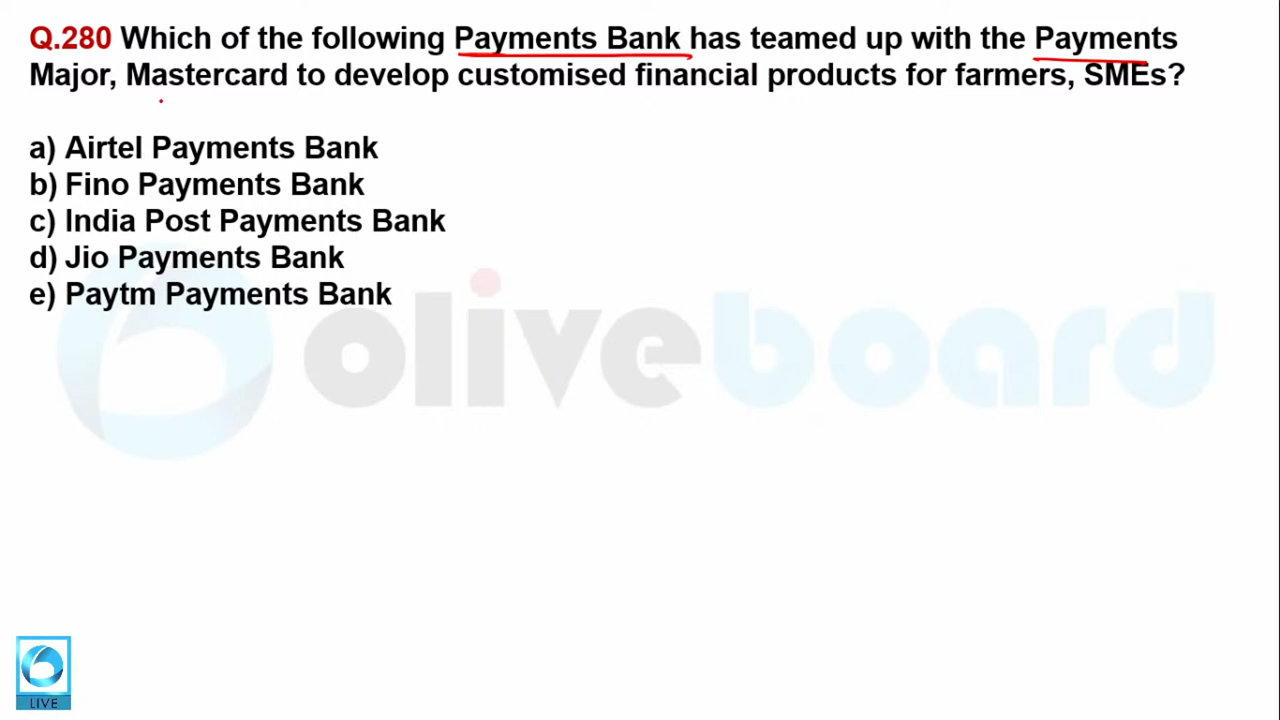 Q.280 Which of the following Payments Bank has teamed up with the Payments
Major, Mastercard to develop customised financial products for farmers, SMEs?
a) Airtel Payments Bank
b) Fino Payments Bank
c) India Post Payments Bank
d) Jio Payments Bank
e) Paytm Payments Bank
oliveboard
LIVE